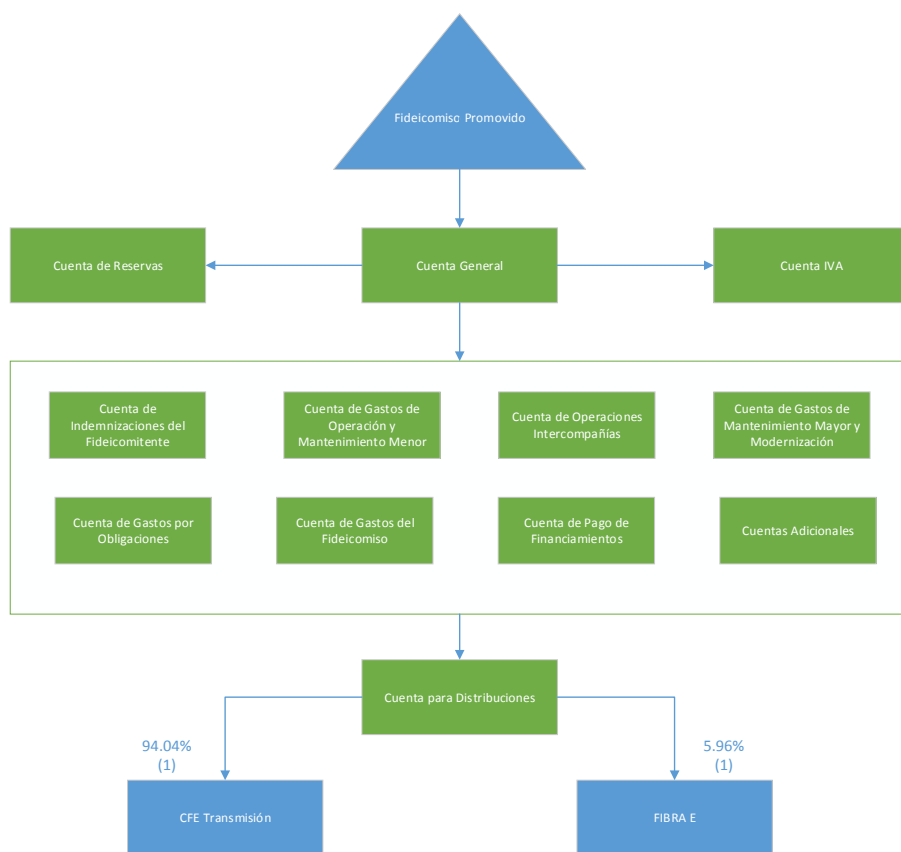 Fideicomiso Promovido
Cuenta de Reservas
Cuenta General
Cuenta IVA
Cuenta de
Indemnizaciones del
Fideicomitente
Cuenta de Gastos de
Operación y
Mantenimiento Menor
Cuenta de Operaciones
Intercompañías
Cuenta de Gastos de
Mantenimiento Mayor y
Modernización
Cuenta de Gastos por
Obligaciones
Cuenta de Gastos del
Fideicomiso
Cuenta de Pago de
Financiamientos
Cuentas Adicionales
Cuenta para Distribuciones
94.04%
(1)
5.96%
(1)
CFE Transmisión
FIBRA E